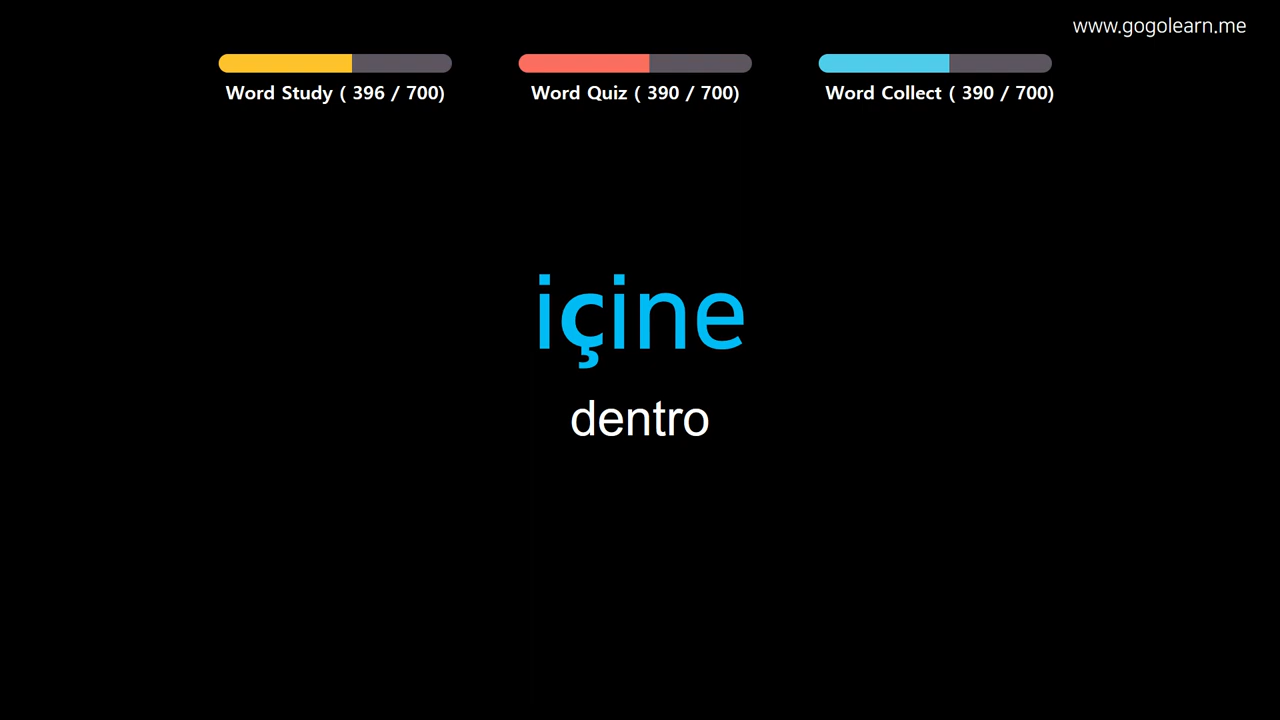 www.gogolearn.me
Word Study ( 396 / 700)
Word Quiz ( 390 / 700)
Word Collect ( 390 / 700)
içine
dentro